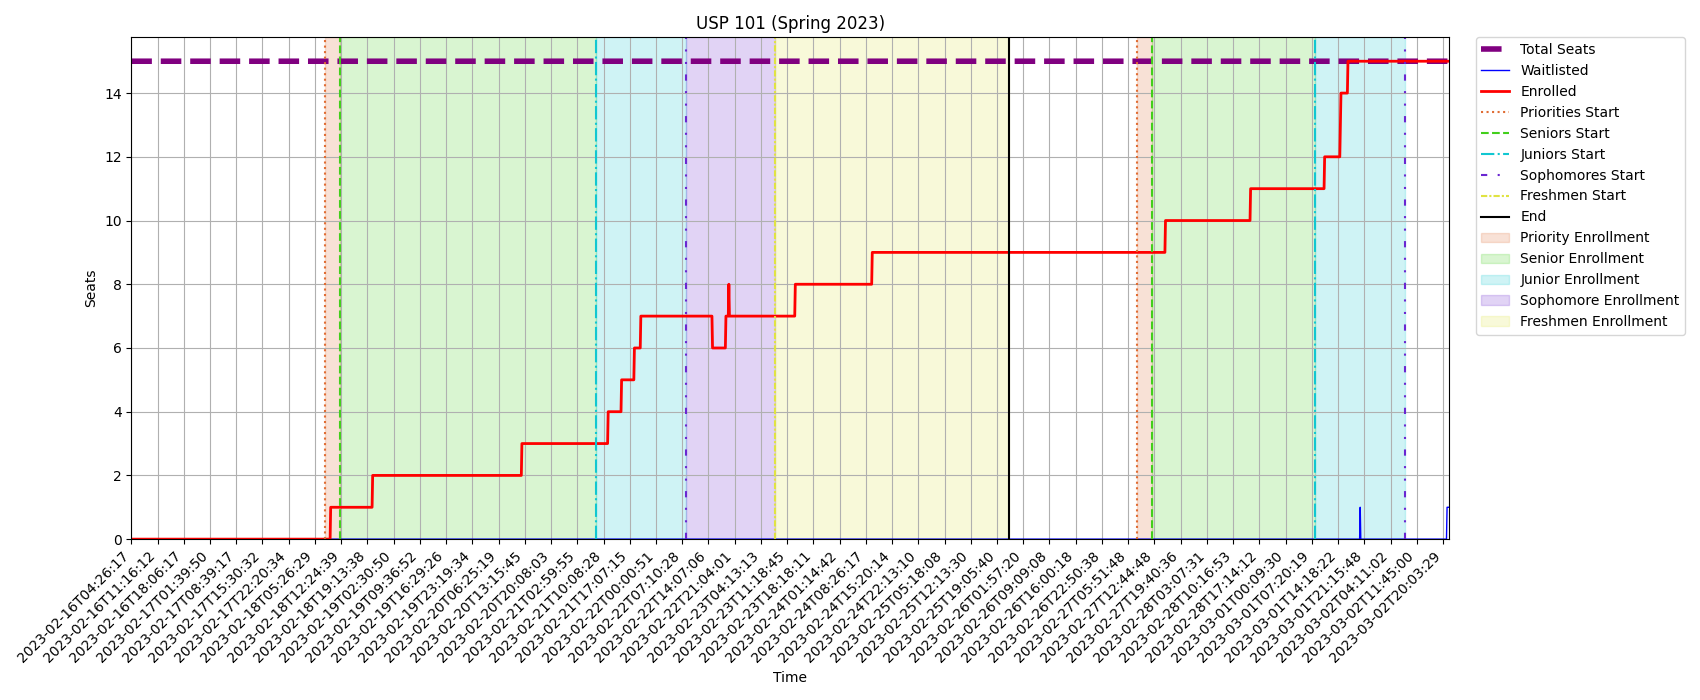 USP 101 (Spring 2023)
Seats
14
12
10
8
6
4
2
0
2023-02-16T04:26:17
2023-02-16T11:16:12
2023-02-16T18:06:17
2023-02-17T01:39:50
2023-02-17T08:39:17
2023-02-17T15:30:32
2023-02-17T22:20:34
2023-02-18T05:26:29
2023-02-18T12:24:39
2023-02-18T19:13:38
2023-02-19T02:30:50
2023-02-19T09:36:52
2023-02-19T16:29:26
2023-02-19T23:19:34
2023-02-20T06:25:19
2023-02-20T13:15:45
2023-02-20T20:08:03
2023-02-21T02:59:55
2023-02-21T10:08:28
2023-02-21T17:07:15
2023-02-22T00:00:51
2023-02-22T07:10:28
2023-02-22T14:07:06
2023-02-22T21:04:01
2023-02-23T04:13:13
2023-02-23T11:18:45
2023-02-23T18:18:11
2023-02-24T01:14:42
2023-02-24T08:26:17
2023-02-24T15:20:14
2023-02-24T22:13:10
2023-02-25T05:18:08
2023-02-25T12:13:30
2023-02-25T19:05:40
2023-02-26T01:57:20
2023-02-26T09:09:08
2023-02-26T16:00:18
2023-02-26T22:50:38
2023-02-27T05:51:48
2023-02-27T12:44:48
2023-02-27T19:40:36
2023-02-28T03:07:31
2023-02-28T10:16:53
2023-02-28T17:14:12
2023-03-01T00:09:30
2023-03-01T07:20:19
2023-03-01T14:18:22
2023-03-01T21:15:48
2023-03-02T04:11:02
2023-03-02T11:45:00
2023-03-02T20:03:29
Time
Total Seats
Waitlisted
Enrolled
Priorities Start
Seniors Start
Juniors Start
Sophomores Start
Freshmen Start
End
Priority Enrollment
Senior Enrollment
Junior Enrollment
Sophomore Enrollment
Freshmen Enrollment